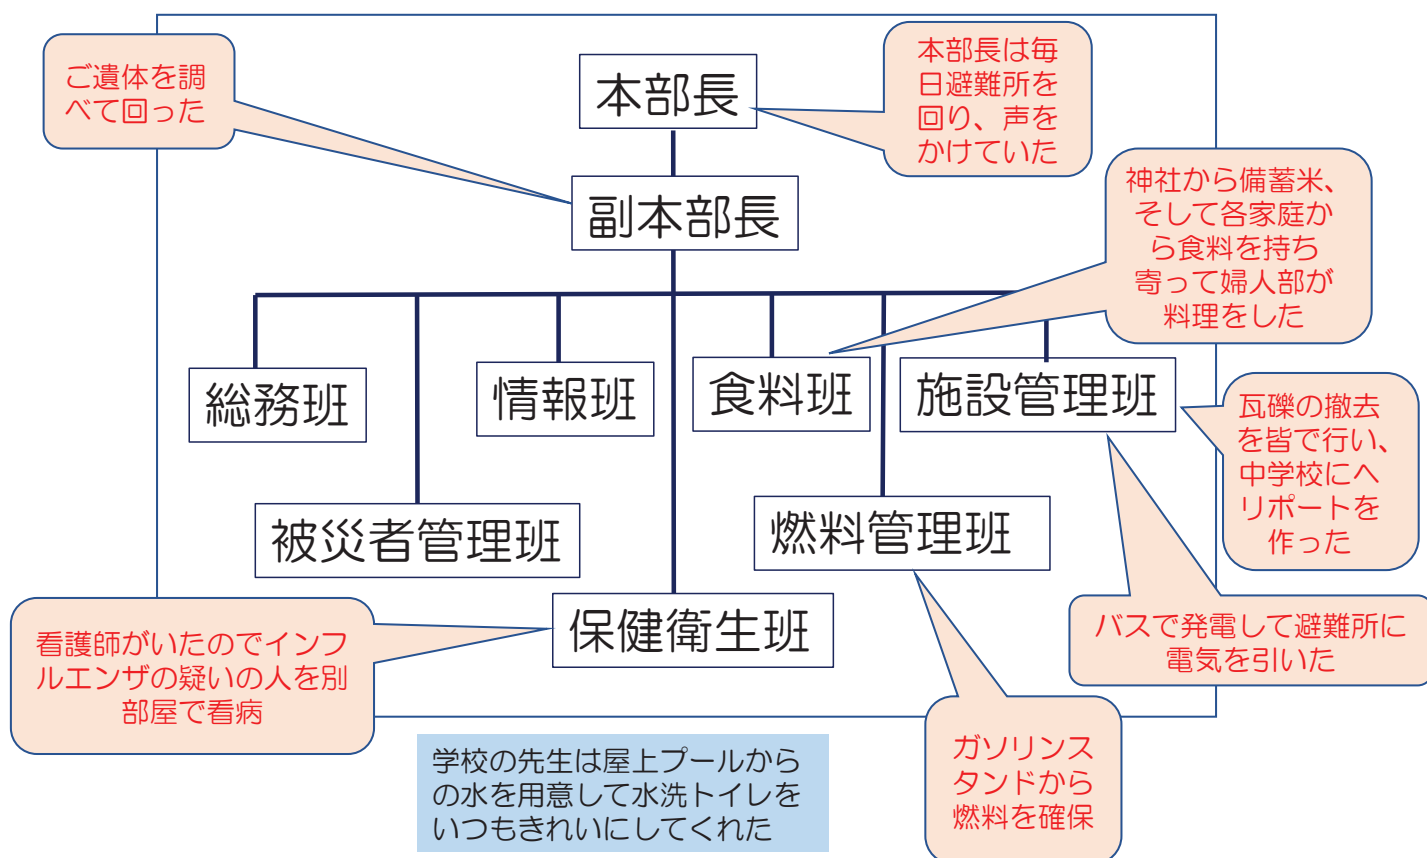 ご遺体を調
べて回った
本部長
本部長は毎
日避難所を
回り、声を
かけていた
副本部長
神社から備蓄米、
そして各家庭か
ら食料を持ち
寄って婦人部が
料理をした
総務班
情報班
食料班
施設管理班
瓦礫の撤去
を皆で行い、
中学校にヘ
リポートを
作った
被災者管理班
燃料管理班
保健衛生班
バスで発電して避難所に
電気を引いた
看護師がいたのでインフ
ルエンザの疑いの人を別
部屋で看病
ガソリンス
タンドから
燃料を確保
学校の先生は屋上プールから
の水を用意して水洗トイレを
いつもきれいにしてくれた